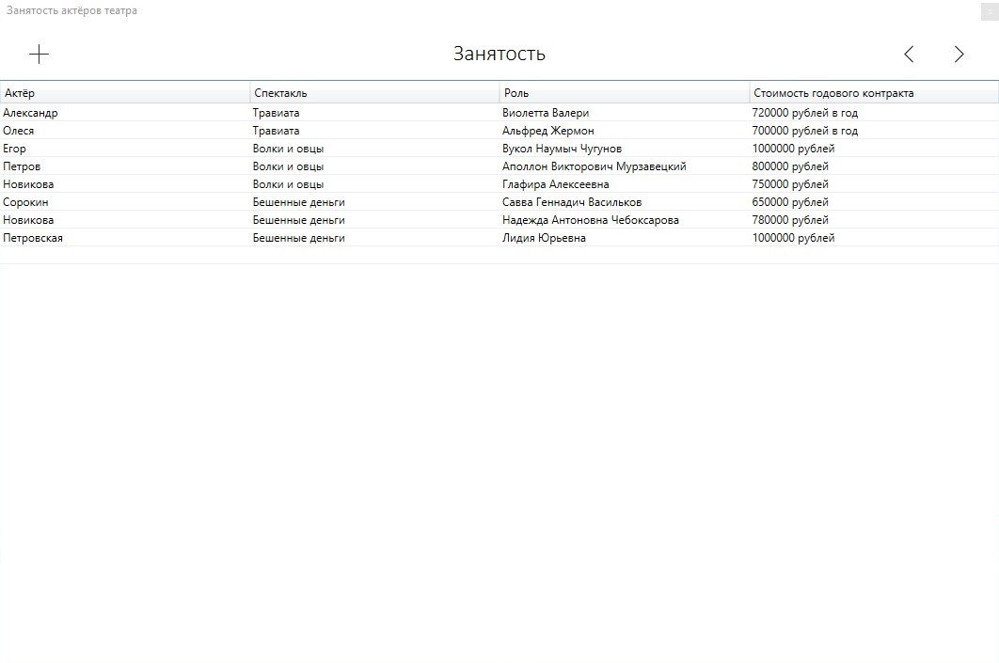 Занятость актёров театра
Занятость
Актёр Спектакль Роль Стоимость годового контракта
Александр Травиата Виолетта Валери 720000 рублей в год
Олеся Травиата Альфред Жермон 700000 рублей в год
Егор Волки и овцы Вукол Наумыч Чугунов 1000000 рублей
Петров Волки и овцы Аполлон Викторович Мурзавецкий 800000 рублей
Новикова Волки и овцы Глафира Алексеевна 750000 рублей
Сорокин Бешенные деньги Савва Геннадич Васильков 650000 рублей
Новикова Бешенные деньги Надежда Антоновна Чебоксарова 780000 рублей
Петровская Бешенные деньги Лидия Юрьевна 1000000 рублей